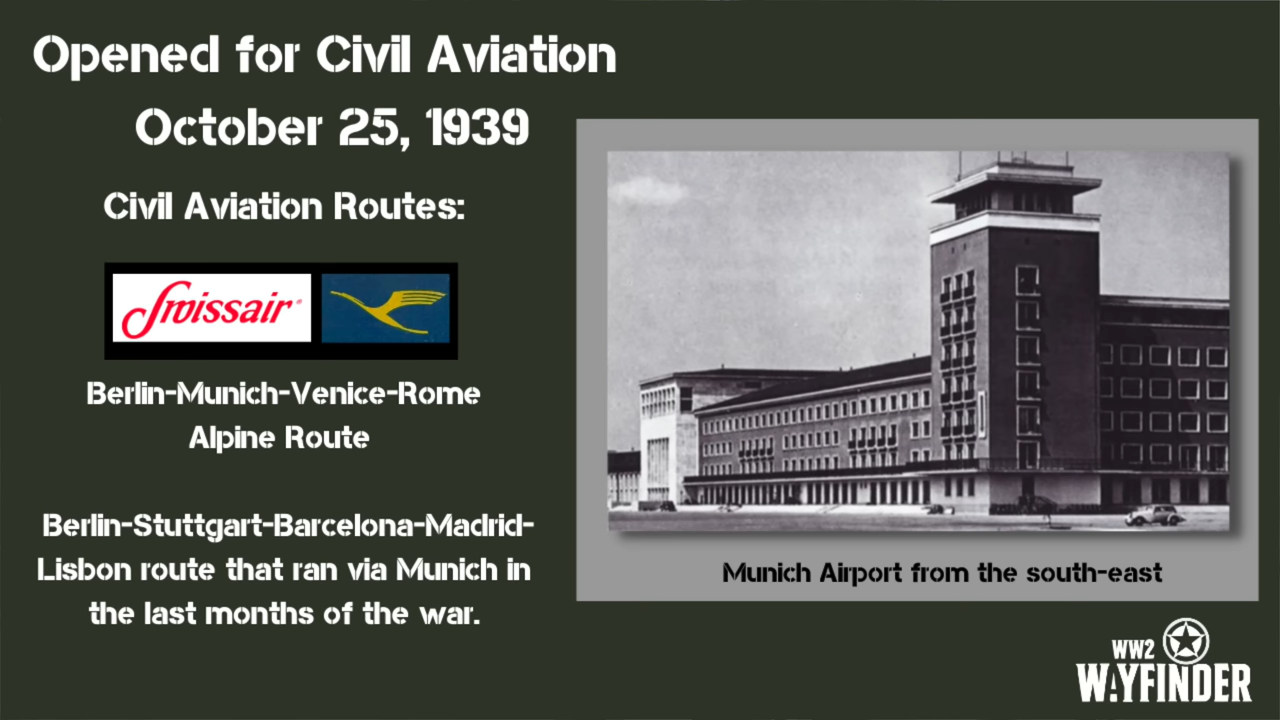 Opened for Civil Aviation
October 25, 1939
Civil Aviation Routes:
Swissair
Berlin-Munich-Venice-Rome
Alpine Route
Berlin-Stuttgart-Barcelona-Madrid-
Lisbon route that ran via Munich in
the last months of the war.
Munich Airport from the south-east
WW2
WAYFINDER